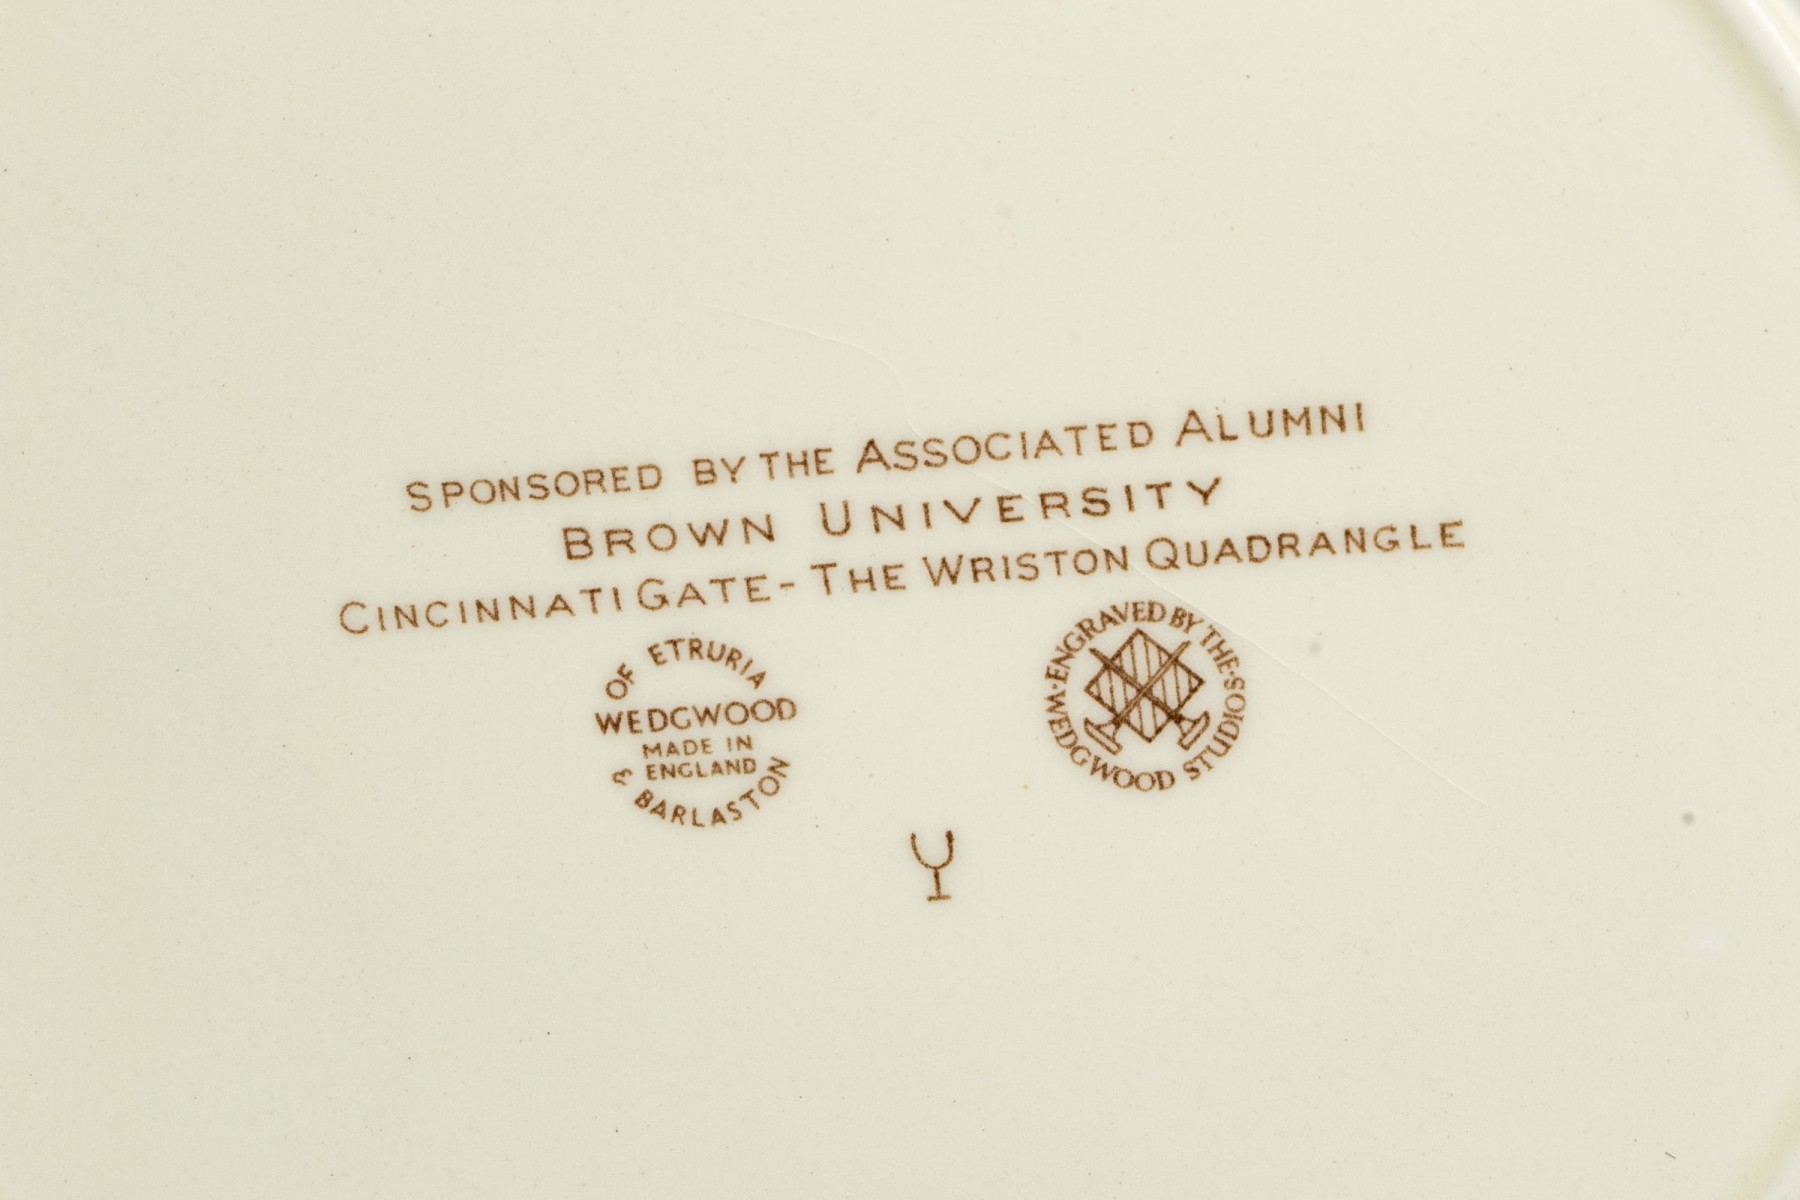 SPONSORED BY THE ASSOCIATED ALUMNI
BROWN UNIVERSITY
CINCINNATI GATE - THE WRISTON QUADRANGLE
OF ETRURIA
WEDGWOOD
MADE IN
ENGLAND
& BARLASTON
ENGRAVED BY THE · STUDIOS
WEDGWOOD